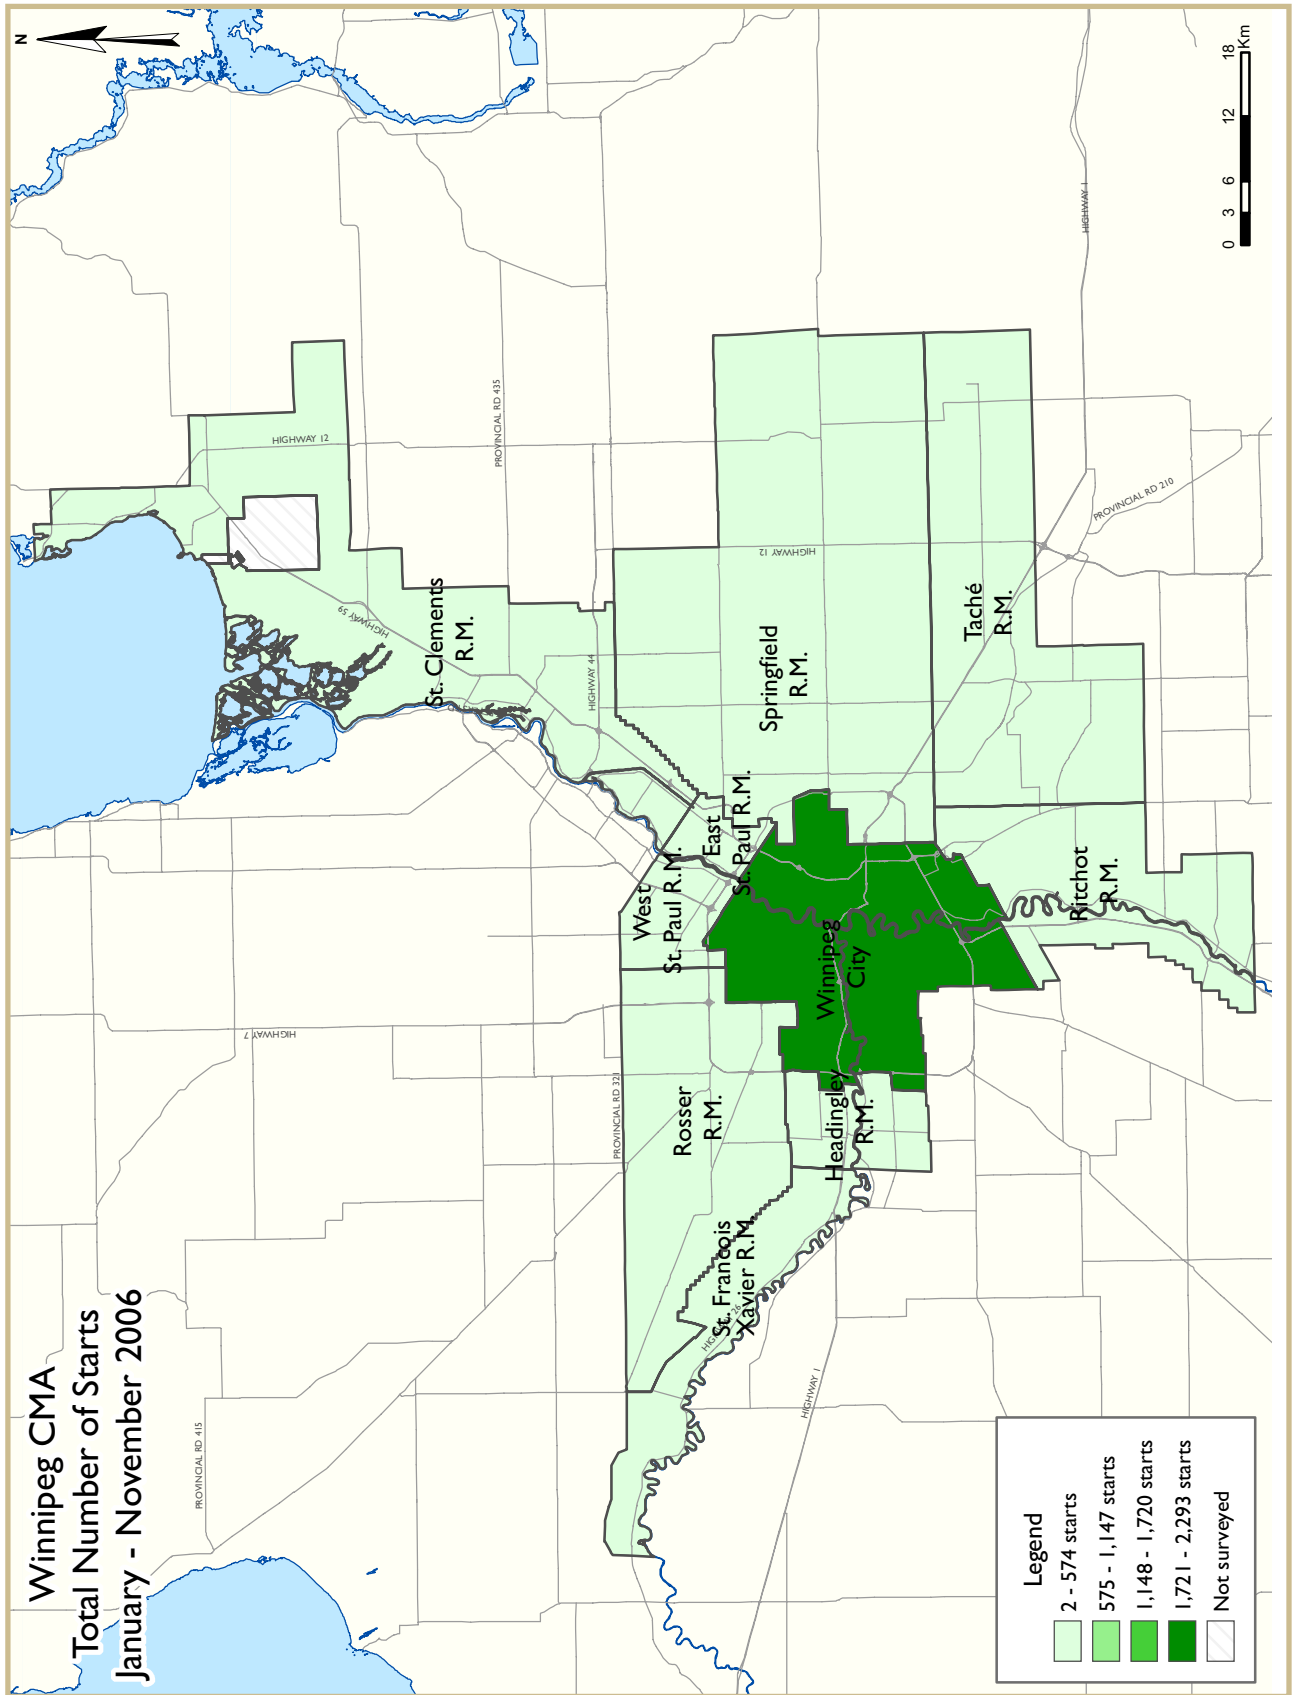 Winnipeg CMA
Total Number of Starts
January - November 2006
N
PROVINCIAL RD 415
HIGHWAY 7
HIGHWAY 12
PROVINCIAL RD 435
HIGHWAY 59
St. Clements
R.M.
HIGHWAY 44
PROVINCIAL RD 321
West
St. Paul R.M.
East
St. Paul R.M.
Rosser
R.M.
Springfield
R.M.
HIGHWAY 12
St. Francois
Xavier R.M.
Headingley
R.M.
Winnipeg
City
HIGHWAY 1
Taché
R.M.
Ritchot
R.M.
PROVINCIAL RD 210
HIGHWAY 1
Legend
2 - 574 starts
575 - 1,147 starts
1,148 - 1,720 starts
1,721 - 2,293 starts
Not surveyed
0 3 6 12 18
Km